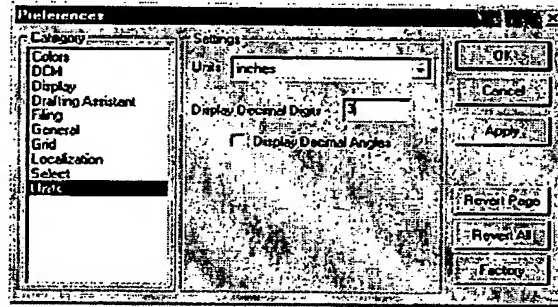 Preferences
Category
Colors
DCM
Display
Drafting Assistant
Filing
General
Grid
Localization
Select
Units
Settings
Units inches
Display Decimal Digits 3
Display Decimal Angles
OK
Cancel
Apply
Revert Page
Revert All
Factory